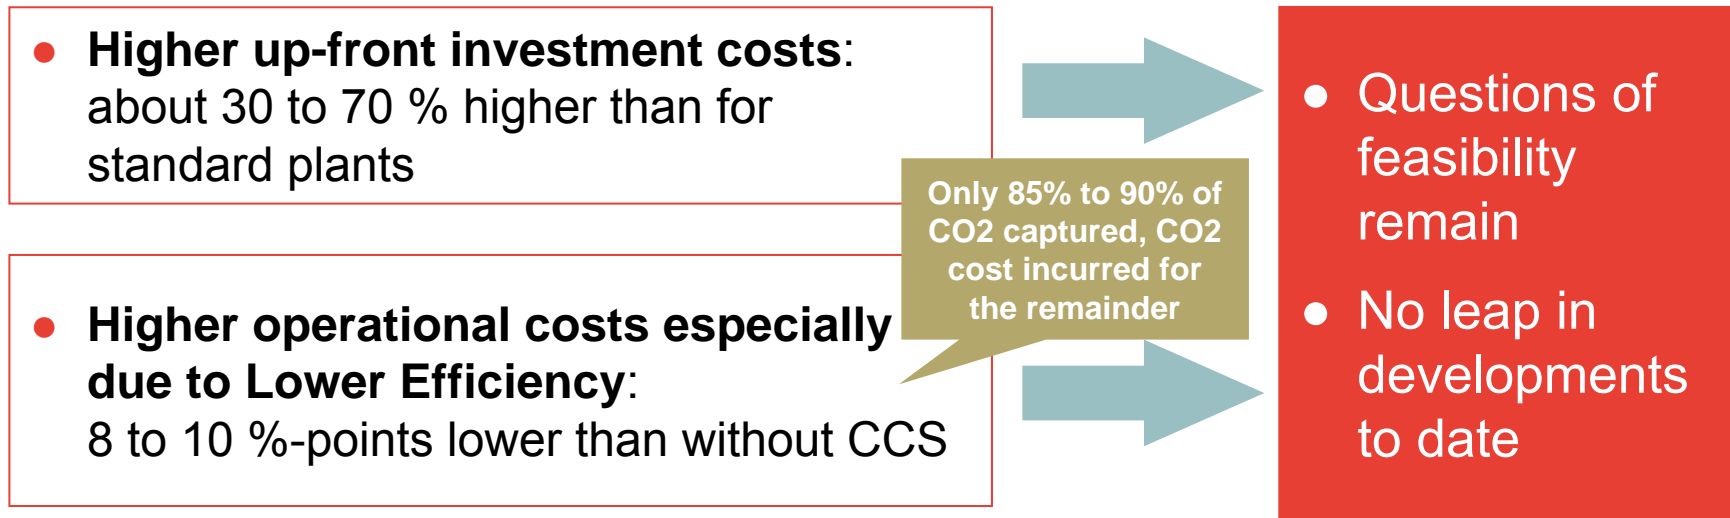 ● Higher up-front investment costs:
about 30 to 70 % higher than for
standard plants
Only 85% to 90% of
CO2 captured, CO2
cost incurred for
the remainder
● Higher operational costs especially
due to Lower Efficiency:
8 to 10 %-points lower than without CCS
● Questions of
feasibility
remain
● No leap in
developments
to date